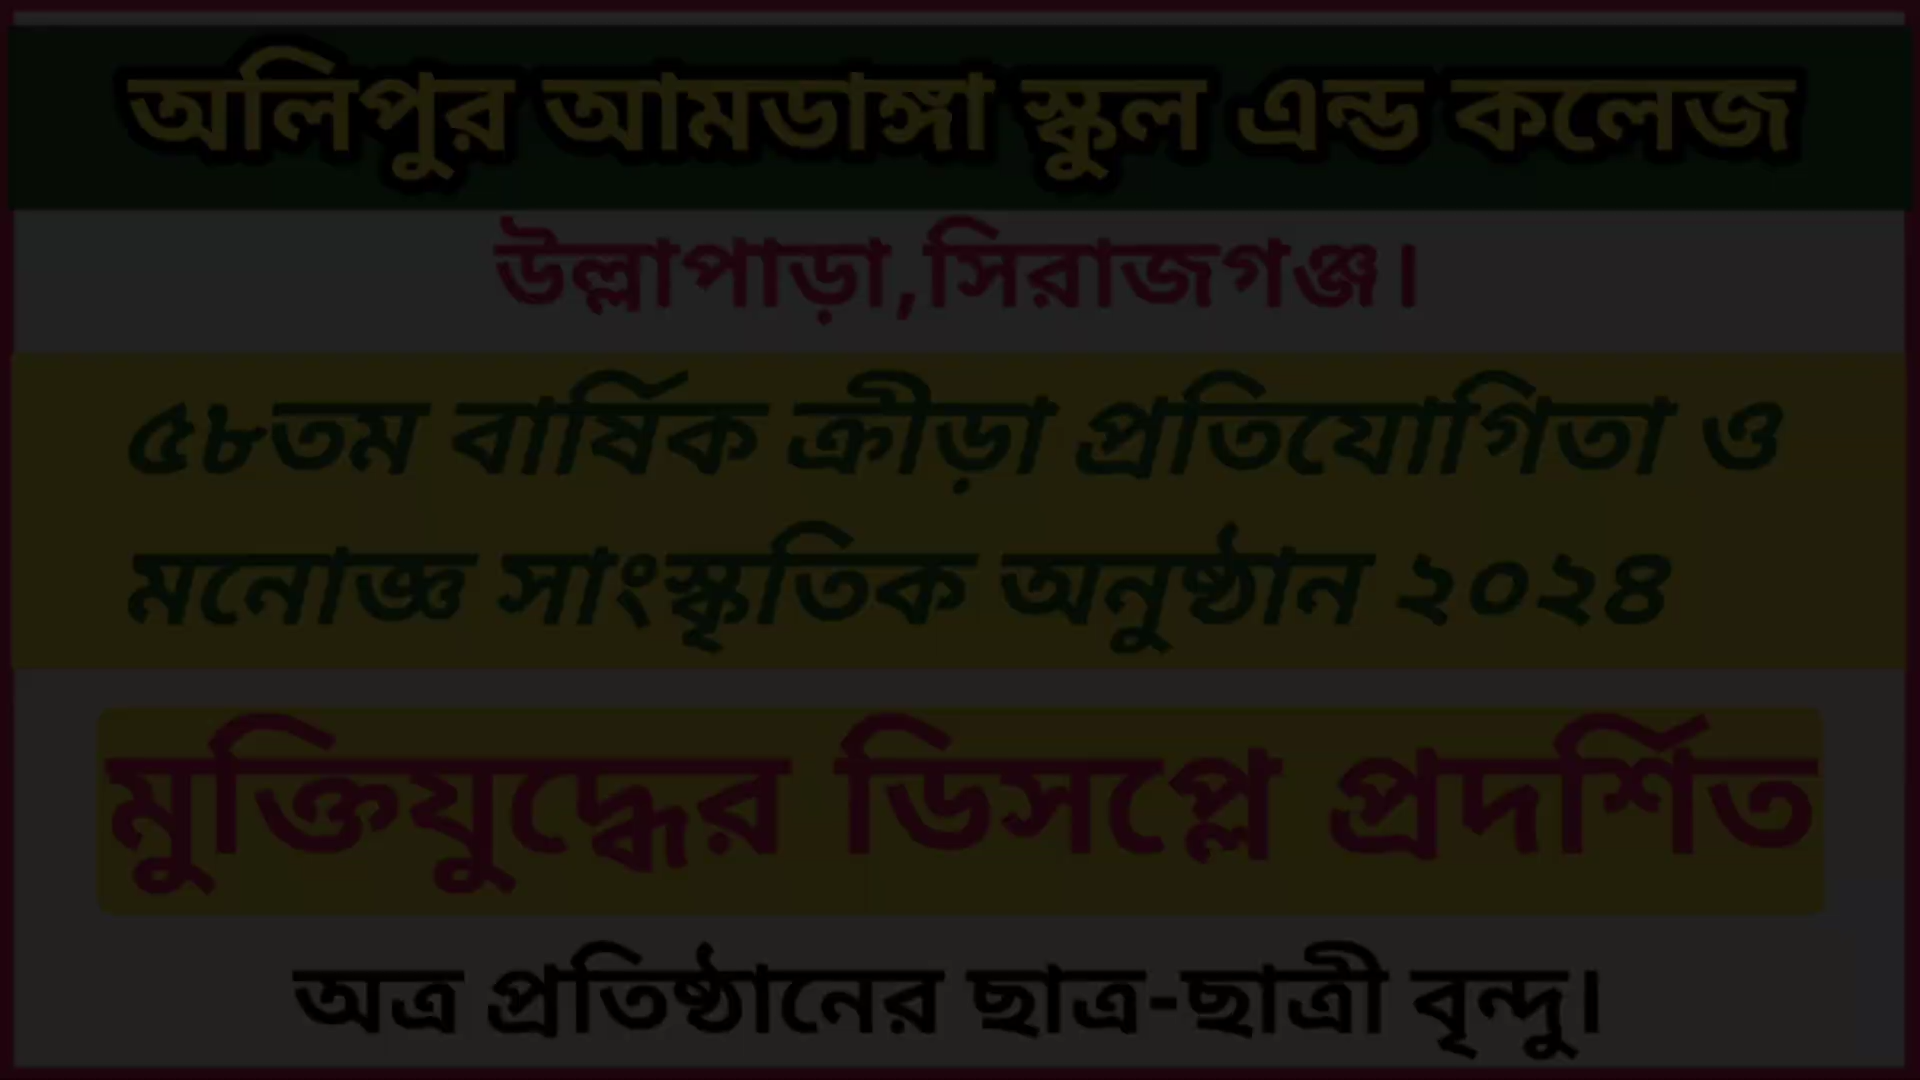 অলিপুর আমডাঙ্গা স্কুল এন্ড কলেজ
উল্লাপাড়া,সিরাজগঞ্জ।
৫৮তম বার্ষিক ক্রীড়া প্রতিযোগিতা ও
মনোজ্ঞ সাংস্কৃতিক অনুষ্ঠান ২০২৪
মুক্তিযুদ্ধের ডিসপ্লে প্রদর্শিত
অত্র প্রতিষ্ঠানের ছাত্র-ছাত্রী বৃন্দু।